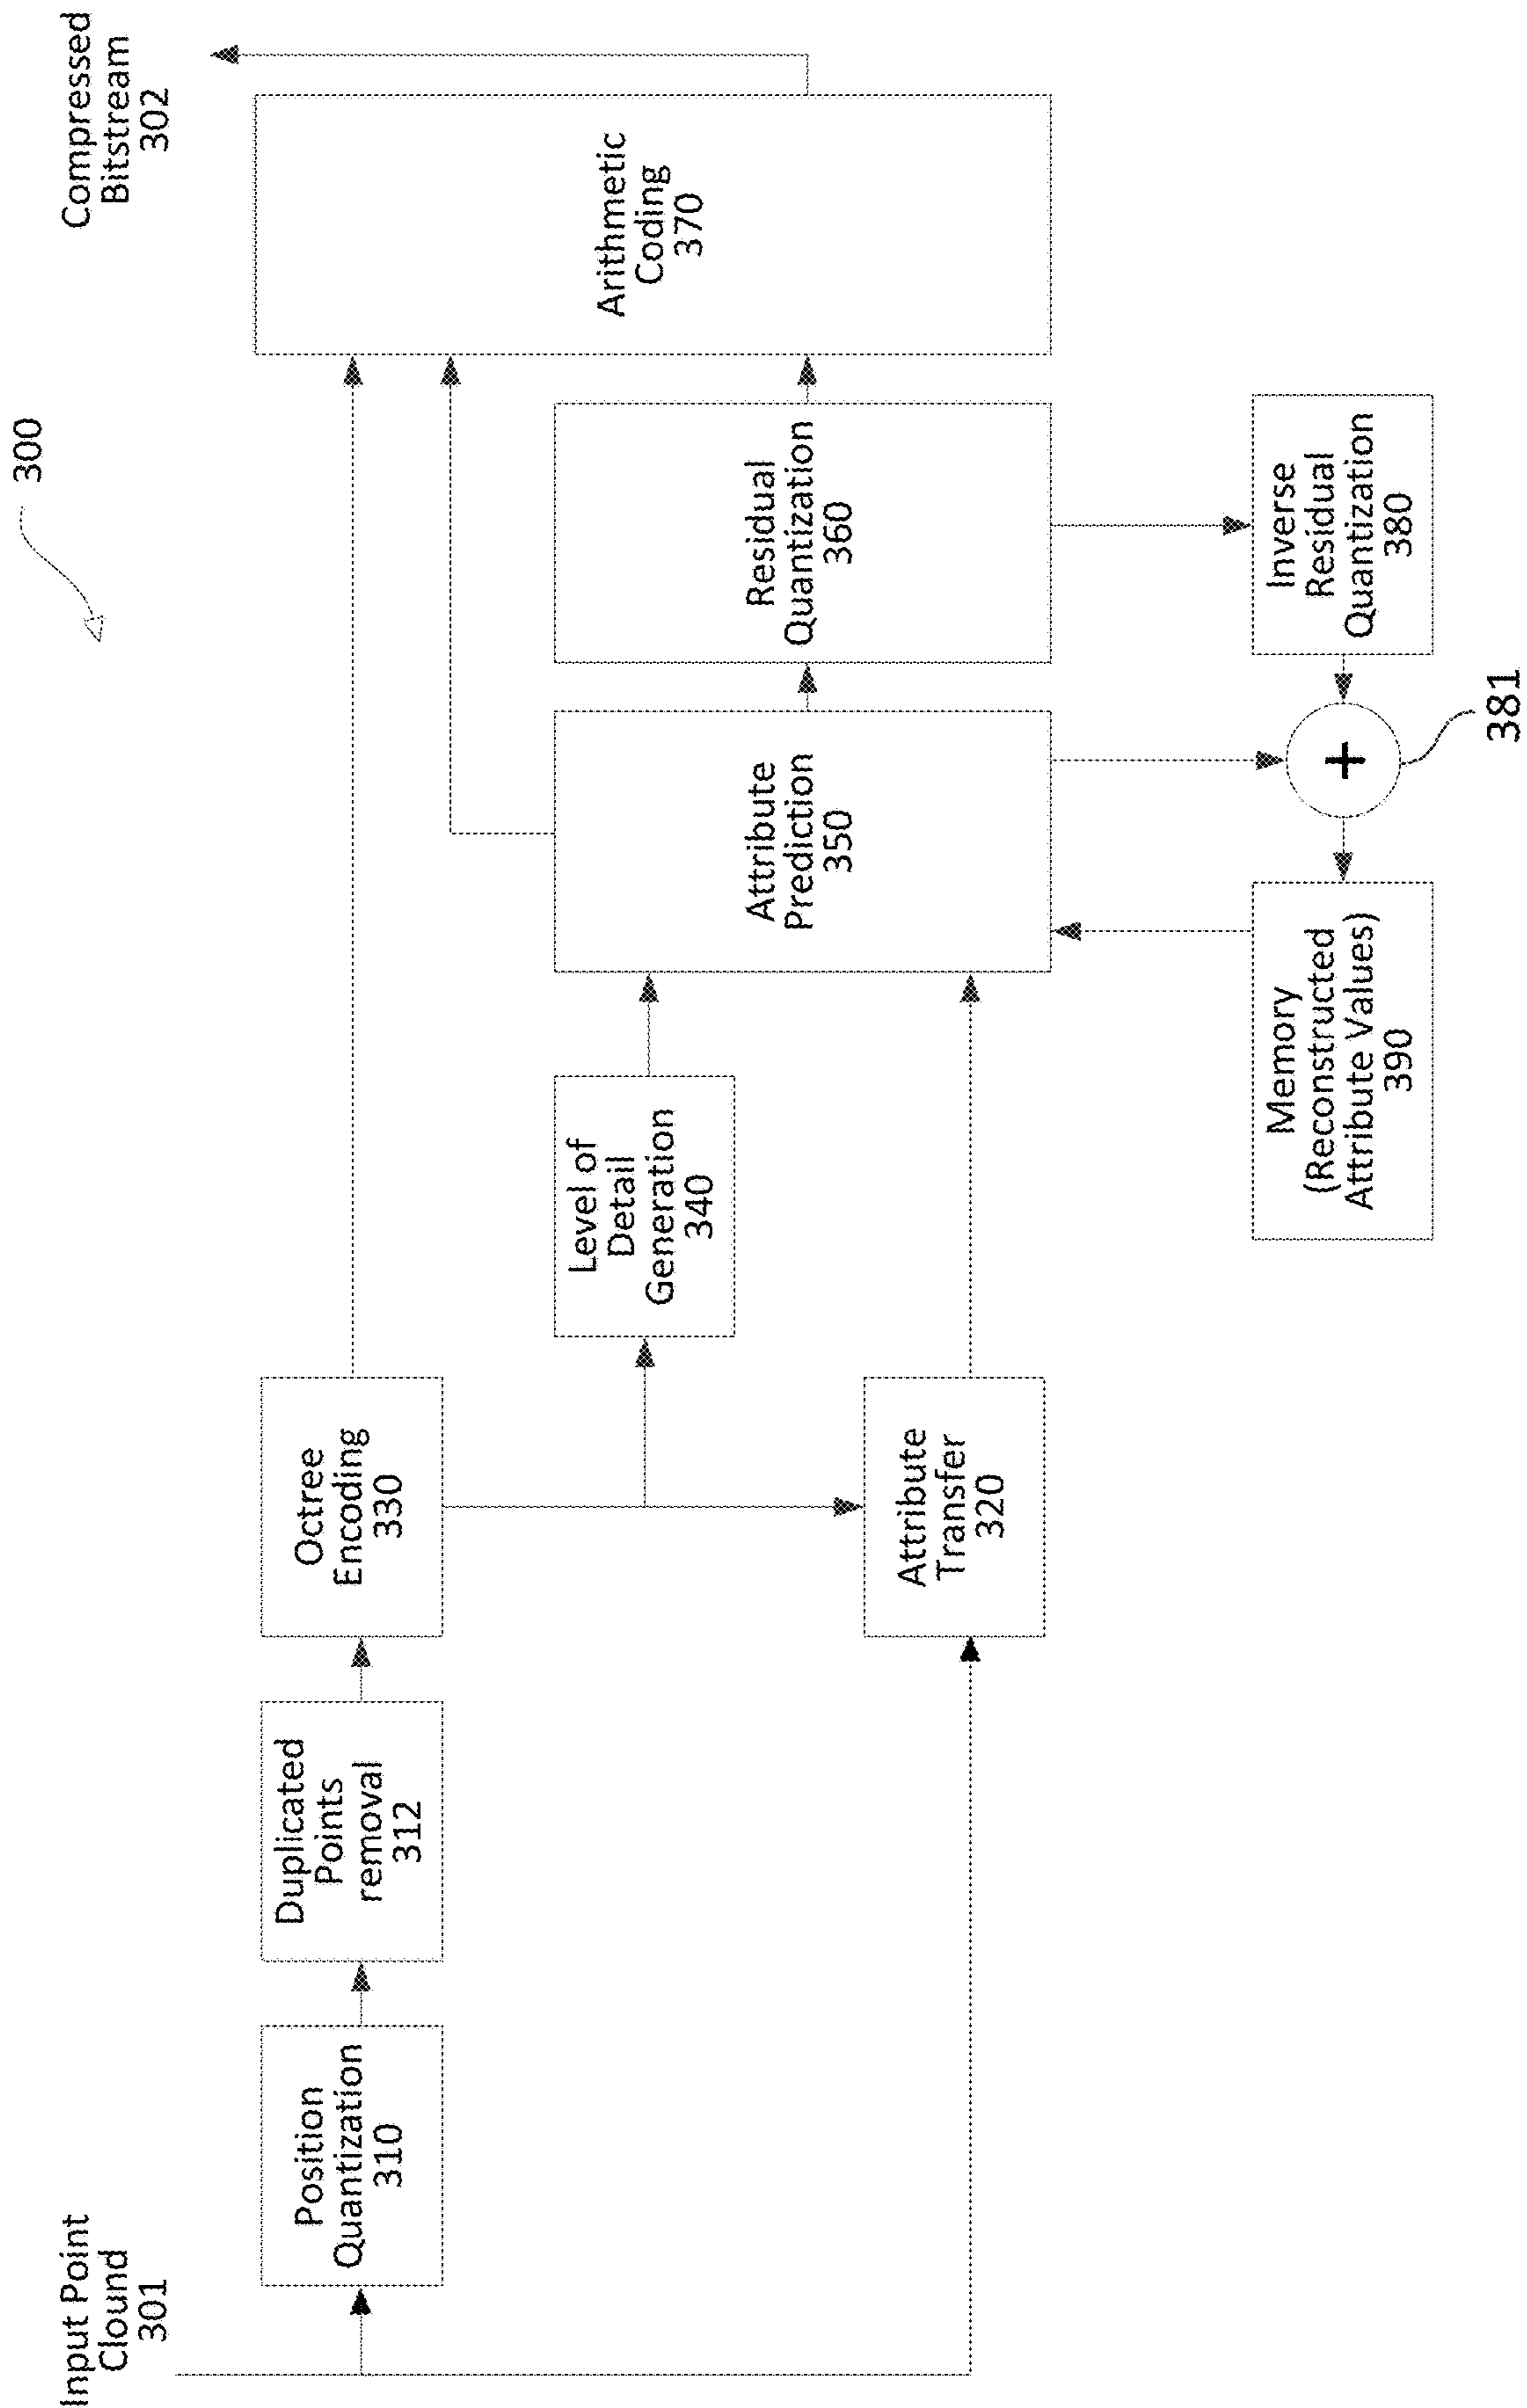 300
Input Point
Clound
301
Compressed
Bitstream
302
Position
Quantization
310
Duplicated
Points
removal
312
Octree
Encoding
330
Arithmetic
Coding
370
Level of
Detail
Generation
340
Attribute
Prediction
350
Residual
Quantization
360
Attribute
Transfer
320
Memory
(Reconstructed
Attribute Values)
390
+
381
Inverse
Residual
Quantization
380